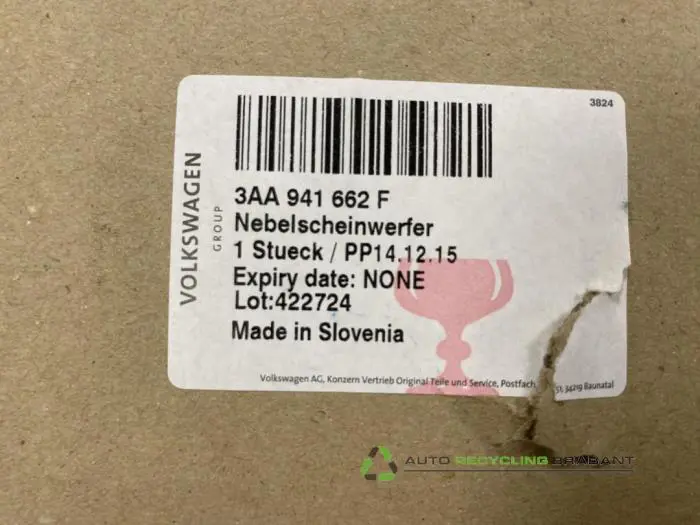 3824
VOLKSWAGEN
GROUP
3AA 941 662 F
Nebelscheinwerfer
1 Stueck / PP14.12.15
Expiry date: NONE
Lot:422724
Made in Slovenia
Volkswagen AG, Konzern Vertrieb Original Teile und Service, Postfach, 34219 Baunatal
AUTO RECYCLING BRABANT